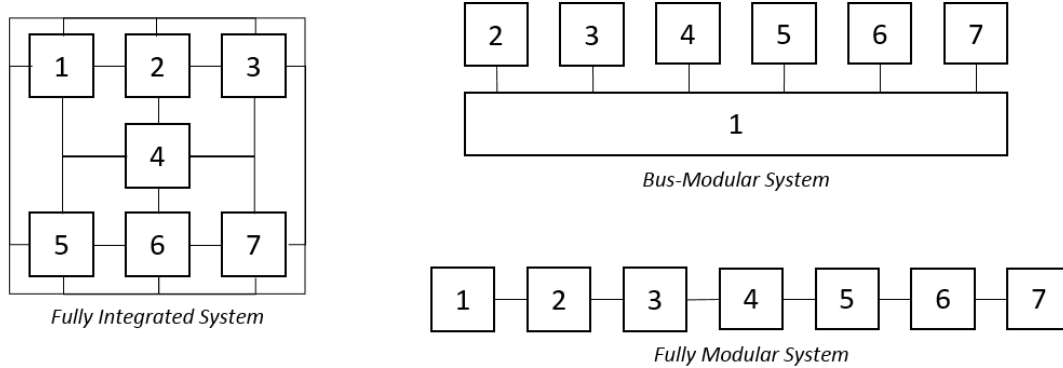 1 2 3
4
5 6 7
Fully Integrated System
2 3 4 5 6 7
1
Bus-Modular System
1 2 3 4 5 6 7
Fully Modular System